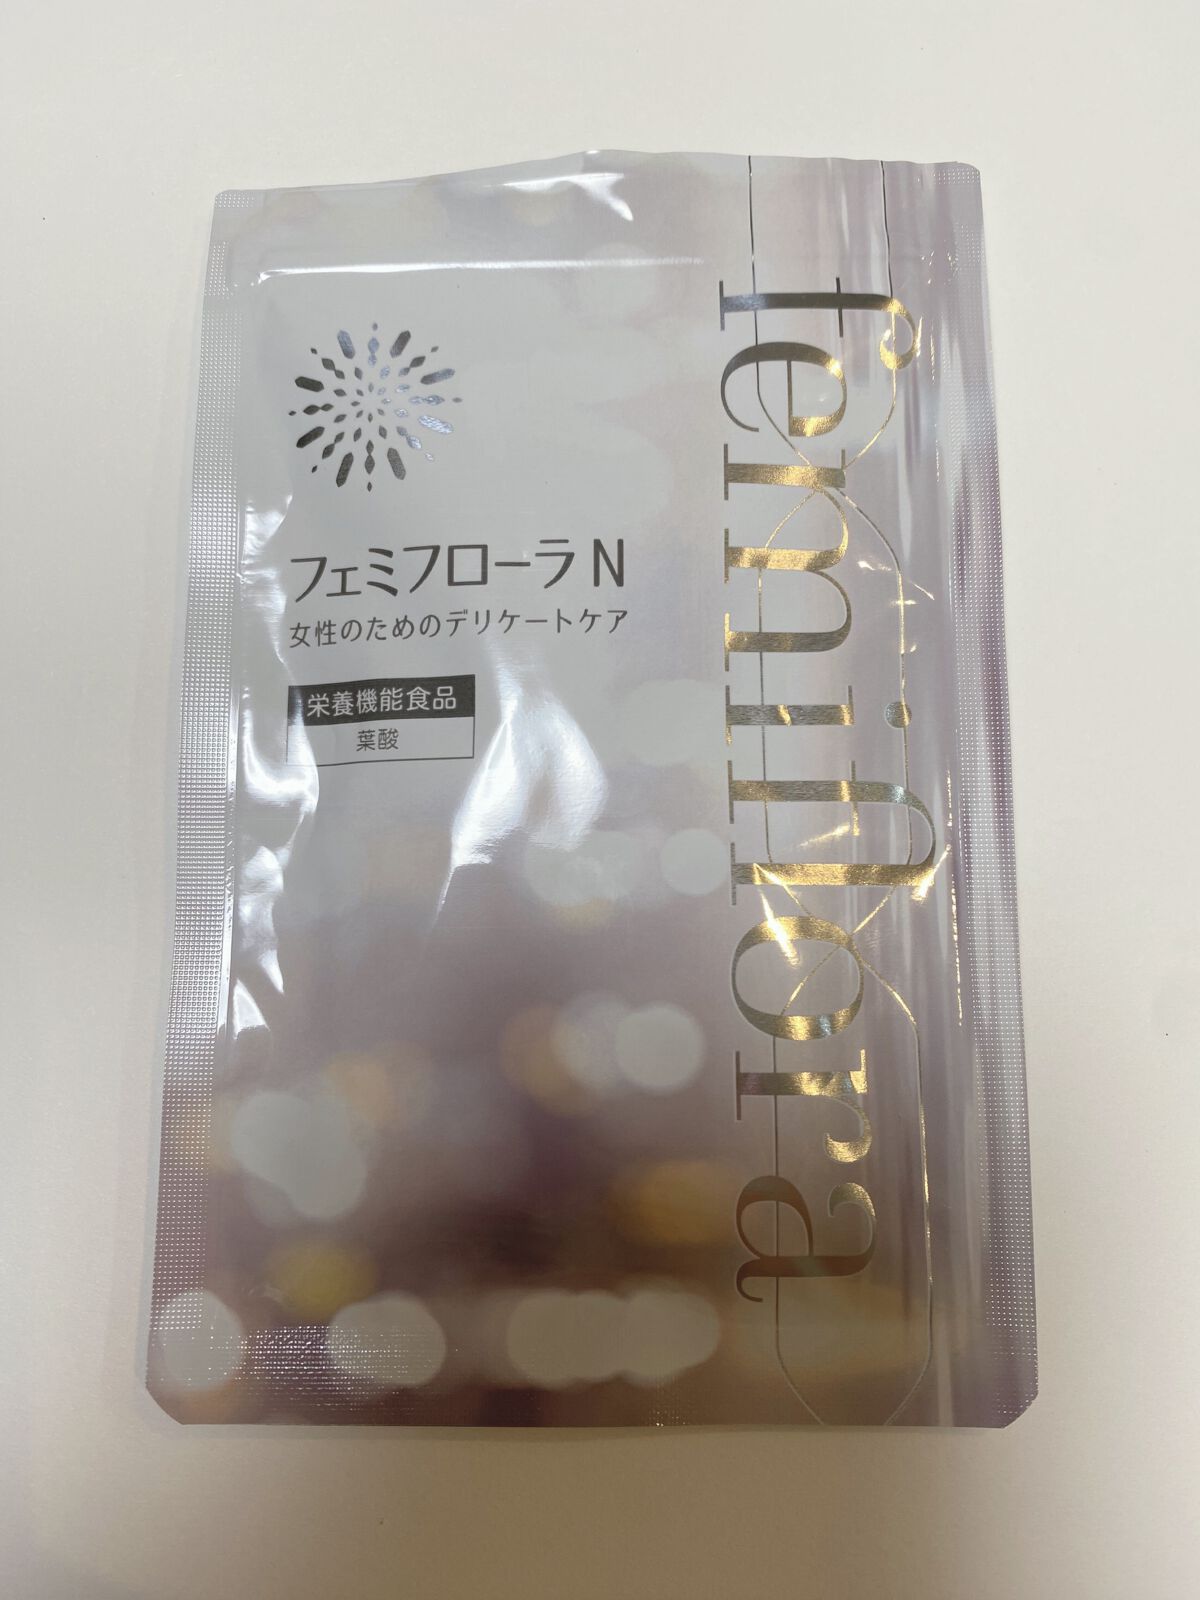 フェミフローラN
女性のためのデリケートケア
栄養機能食品
葉酸
femiflora